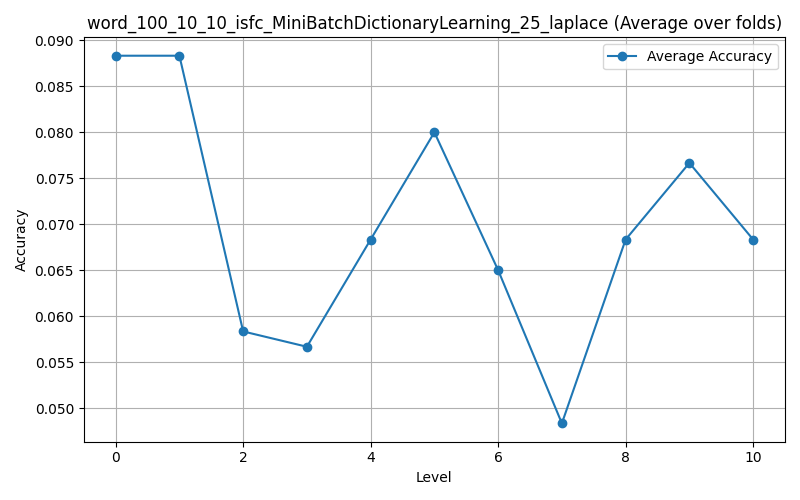 word_100_10_10_isfc_MiniBatchDictionaryLearning_25_laplace (Average over folds)
Average Accuracy
0.090
0.085
0.080
0.075
0.070
0.065
0.060
0.055
0.050
Accuracy
0 2 4 6 8 10
Level